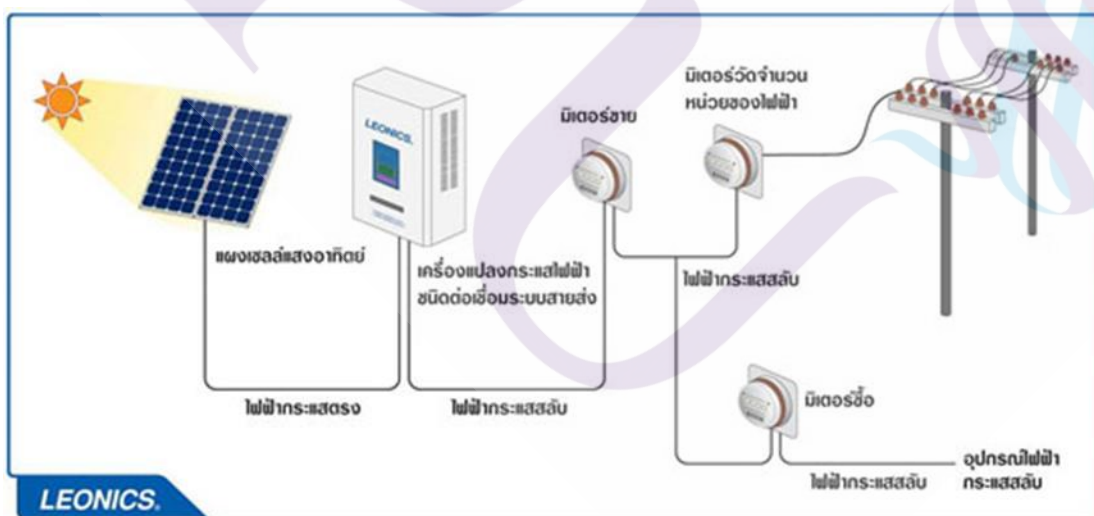 LEONICS.
มิเตอร์วัดจำนวน
หน่วยของไฟฟ้า
มิเตอร์ขาย
แผงเซลล์แสงอาทิตย์
เครื่องแปลงกระแสไฟฟ้า
ชนิดต่อเชื่อมระบบสายส่ง
ไฟฟ้ากระแสสลับ
ไฟฟ้ากระแสตรง
ไฟฟ้ากระแสสลับ
มิเตอร์ซื้อ
ไฟฟ้ากระแสสลับ
อุปกรณ์ไฟฟ้า
กระแสสลับ
LEONICS.